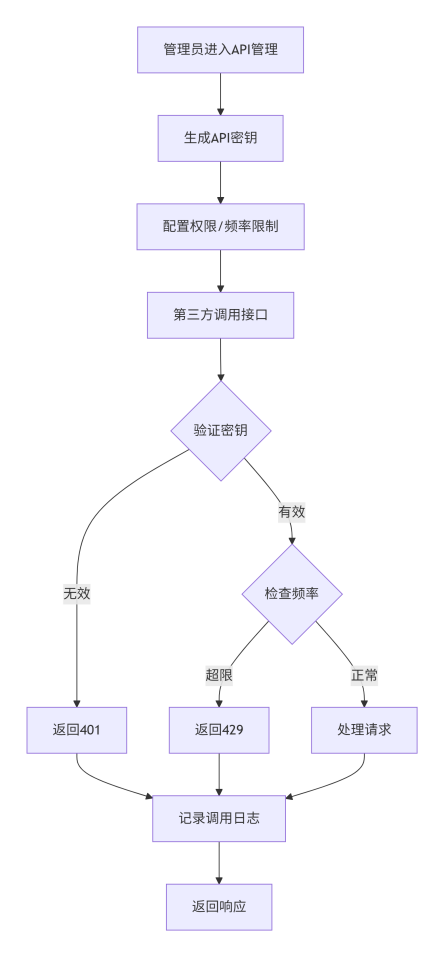 管理员进入API管理
生成API密钥
配置权限/频率限制
第三方调用接口
验证密钥
有效
无效
检查频率
超限
正常
返回401
返回429
处理请求
记录调用日志
返回响应